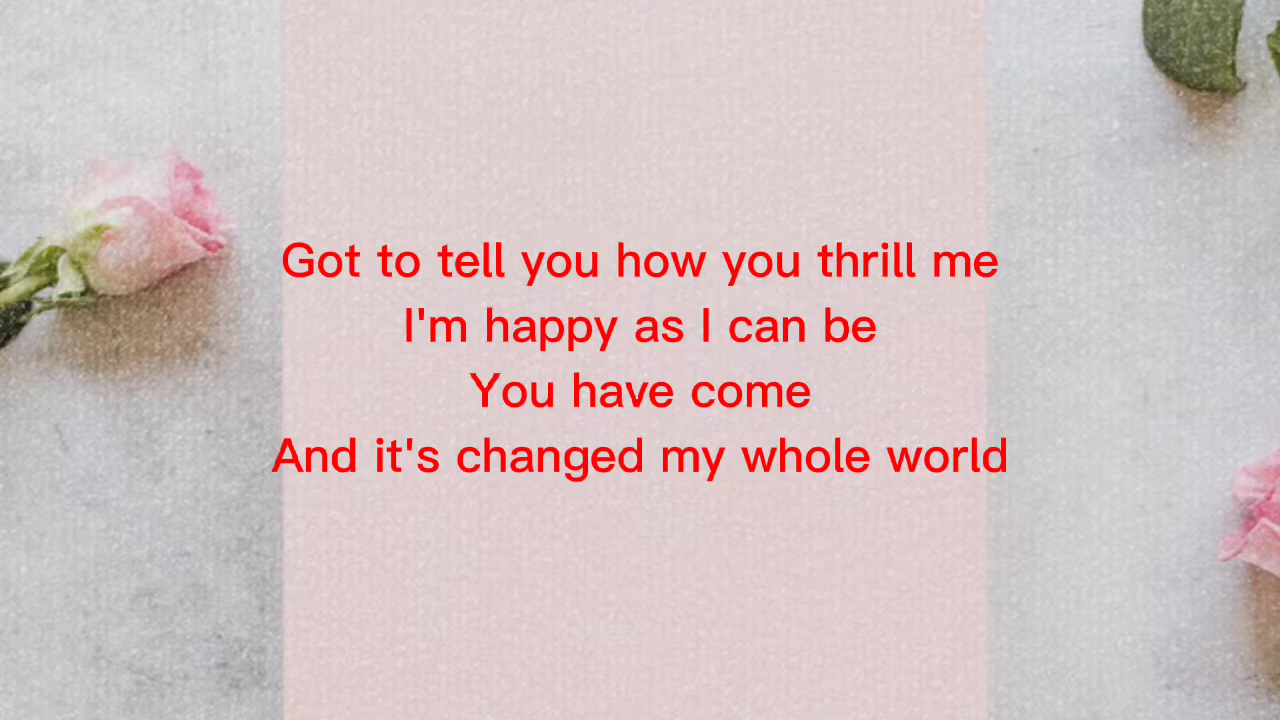 Got to tell you how you thrill me
I'm happy as I can be
You have come
And it's changed my whole world